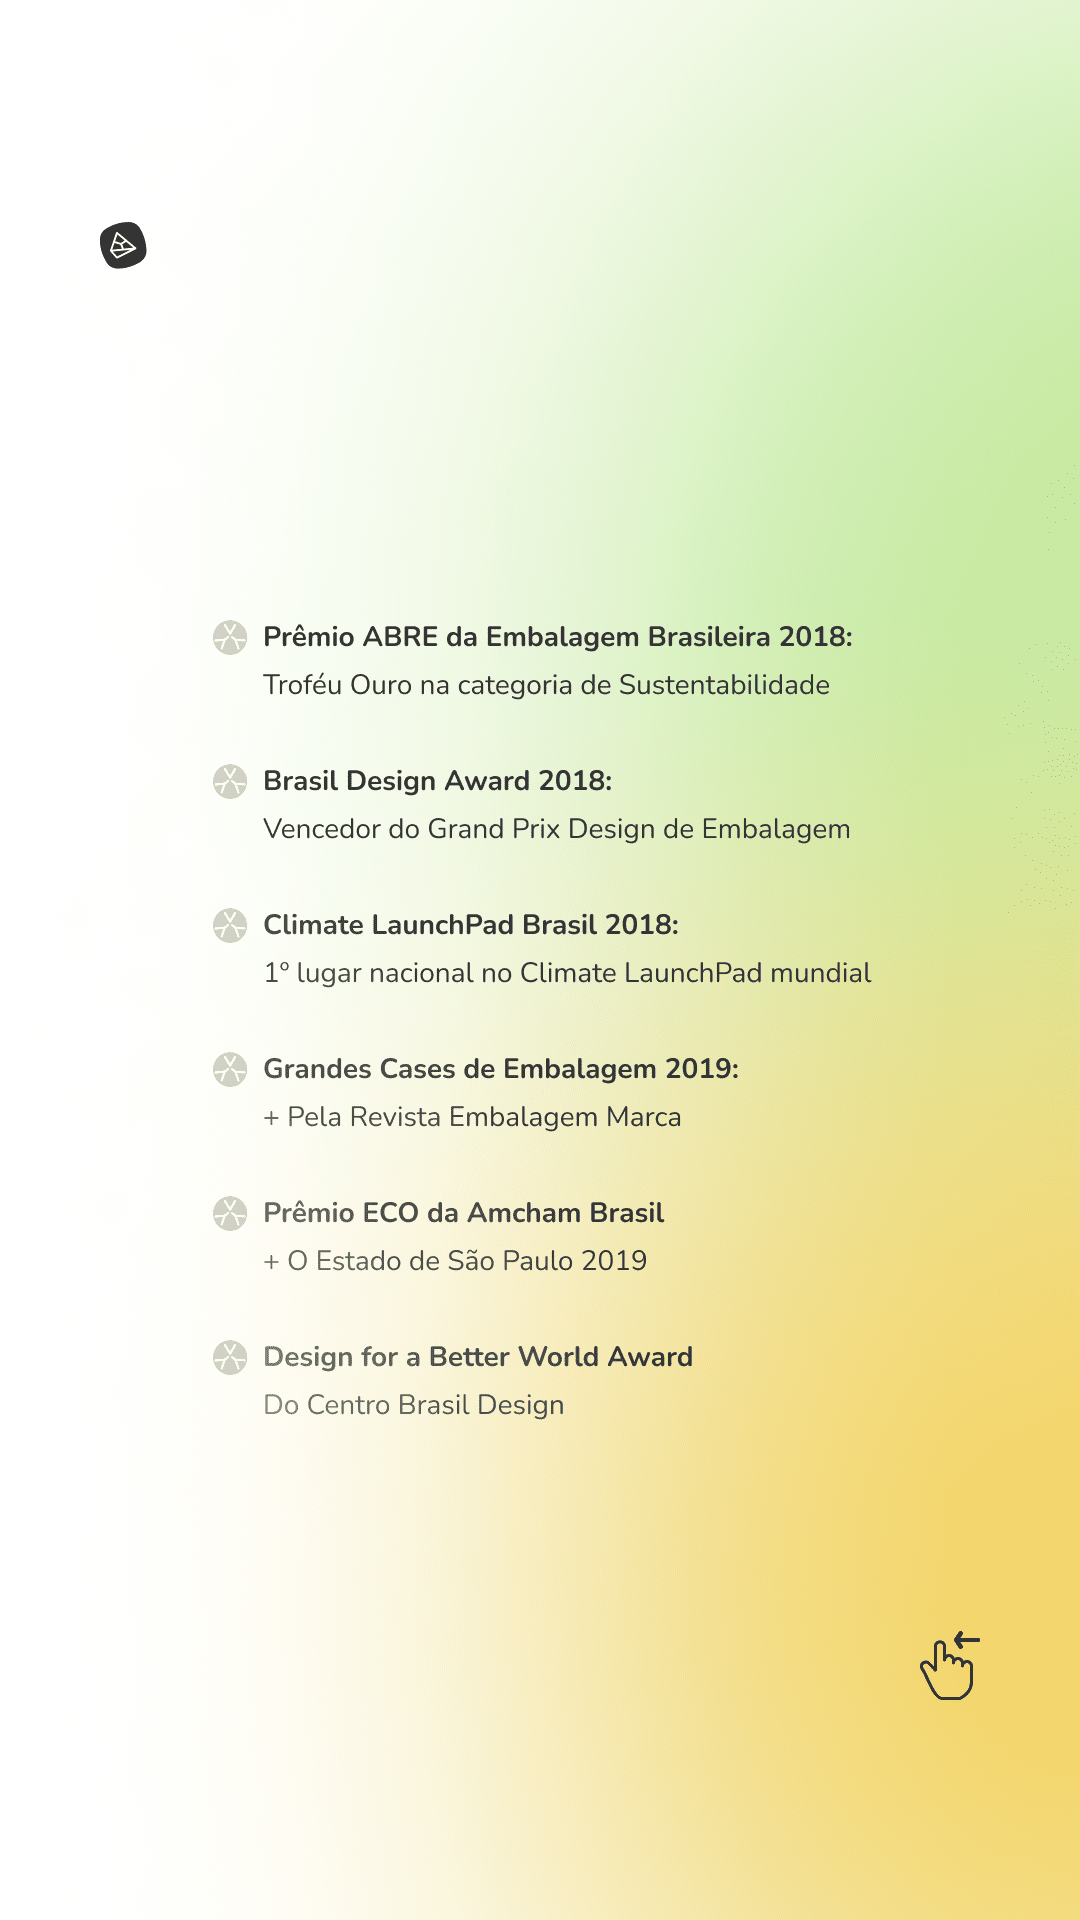 Prêmio ABRE da Embalagem Brasileira 2018:
Troféu Ouro na categoria de Sustentabilidade
Brasil Design Award 2018:
Vencedor do Grand Prix Design de Embalagem
Climate LaunchPad Brasil 2018:
1º lugar nacional no Climate LaunchPad mundial
Grandes Cases de Embalagem 2019:
+ Pela Revista Embalagem Marca
Prêmio ECO da Amcham Brasil
+ O Estado de São Paulo 2019
Design for a Better World Award
Do Centro Brasil Design